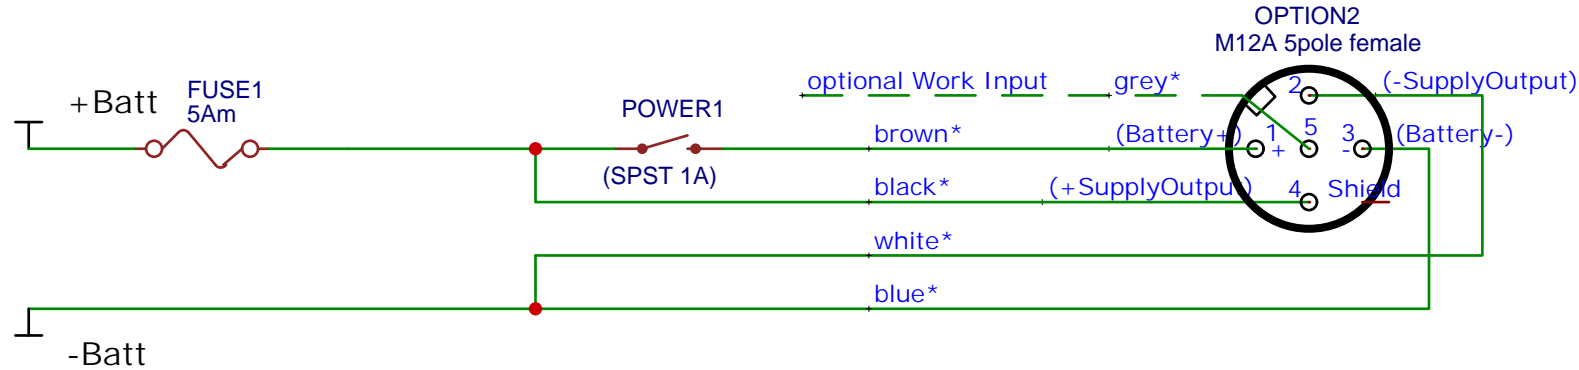 OPTION2
M12A 5pole female
+Batt
FUSE1
5Am
POWER1
(SPST 1A)
optional Work Input
grey*
2
(-SupplyOutput)
brown*
(Battery+)
1
+
5
3
-
(Battery-)
black*
(+SupplyOutput)
4
Shield
white*
blue*
-Batt